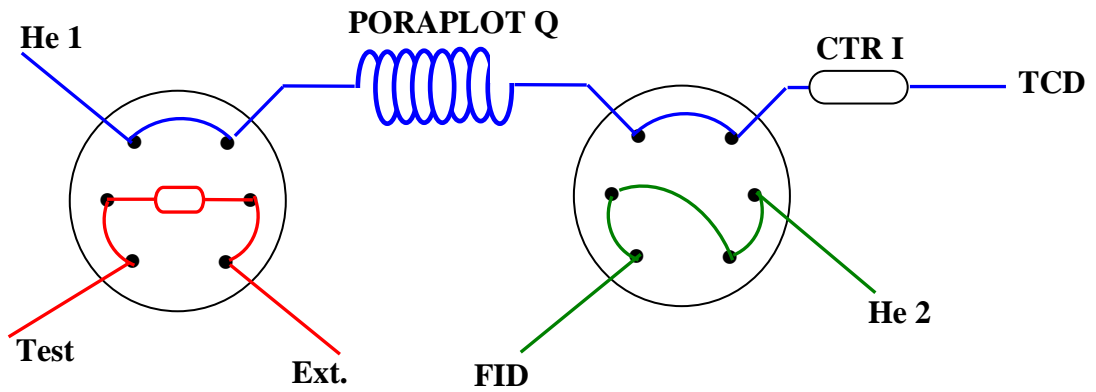 PORAPLOT Q
He 1
CTR I
TCD
He 2
Test
Ext.
FID